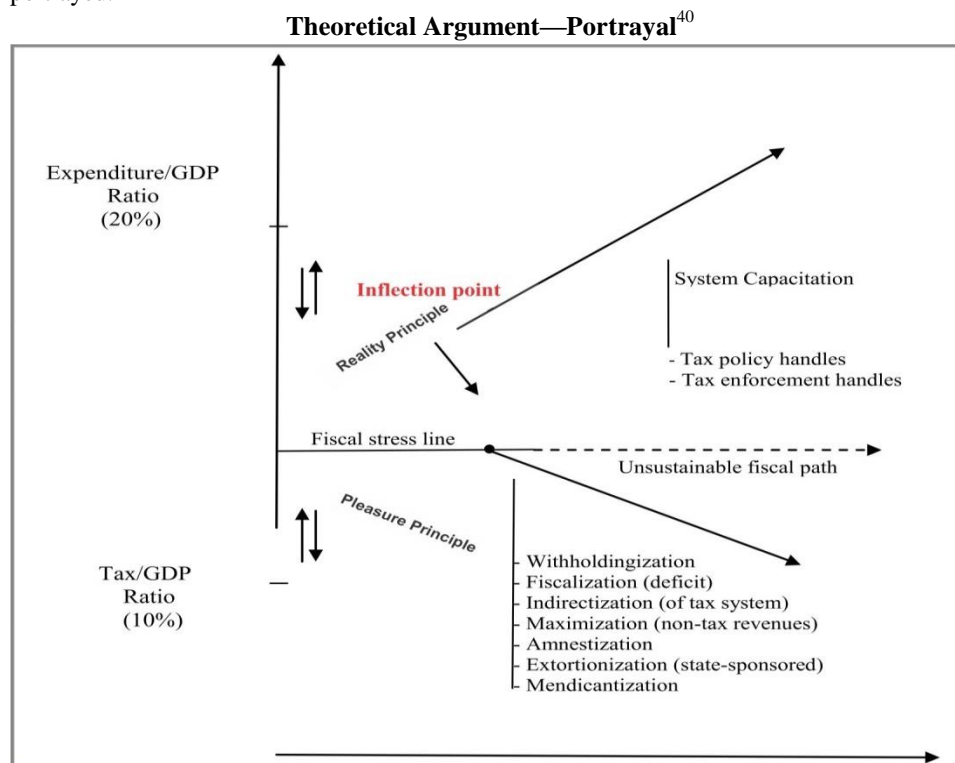 Theoretical Argument—Portrayal40
Expenditure/GDP
Ratio
(20%)
Inflection point
Reality Principle
System Capacitation
- Tax policy handles
- Tax enforcement handles
Fiscal stress line
Unsustainable fiscal path
Pleasure Principle
Tax/GDP
Ratio
(10%)
- Withholdingization
- Fiscalization (deficit)
- Indirectization (of tax system)
- Maximization (non-tax revenues)
- Amnestization
- Extortionization (state-sponsored)
- Mendicantization